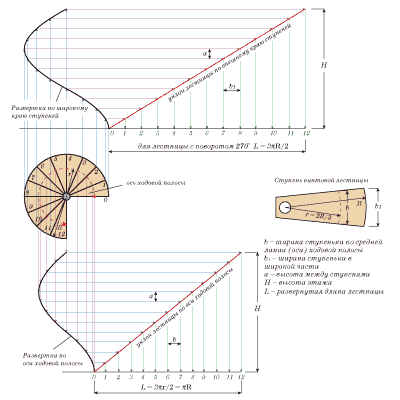 уклон лестницы по внешнему краю ступеней
a
b₁
H
Развертка по широкому
краю ступеней
0 1 2 3 4 5 6 7 8 9 10 11 12
для лестницы с поворотом 270° L = 3πR/2
ось ходовой полосы
Ступень винтовой лестницы
r = 2R/3
b
R
b₁
b – ширина ступеньки по средней
линии (оси) ходовой полосы
b₁ – ширина ступеньки в
широкой части
a – высота между ступенями
H – высота этажа
L – развернутая длина лестницы
уклон лестницы по оси ходовой полосы
a
b
H
Развертка по
оси ходовой полосы
0 1 2 3 4 5 6 7 8 9 10 11 12
L = 3πr/2 = πR